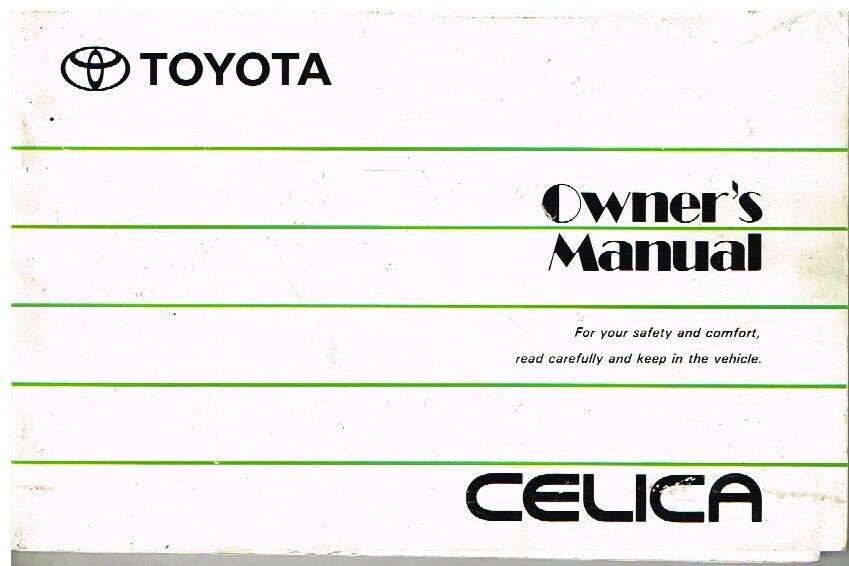 TOYOTA
Owner's
Manual
For your safety and comfort,
read carefully and keep in the vehicle.
CELICA